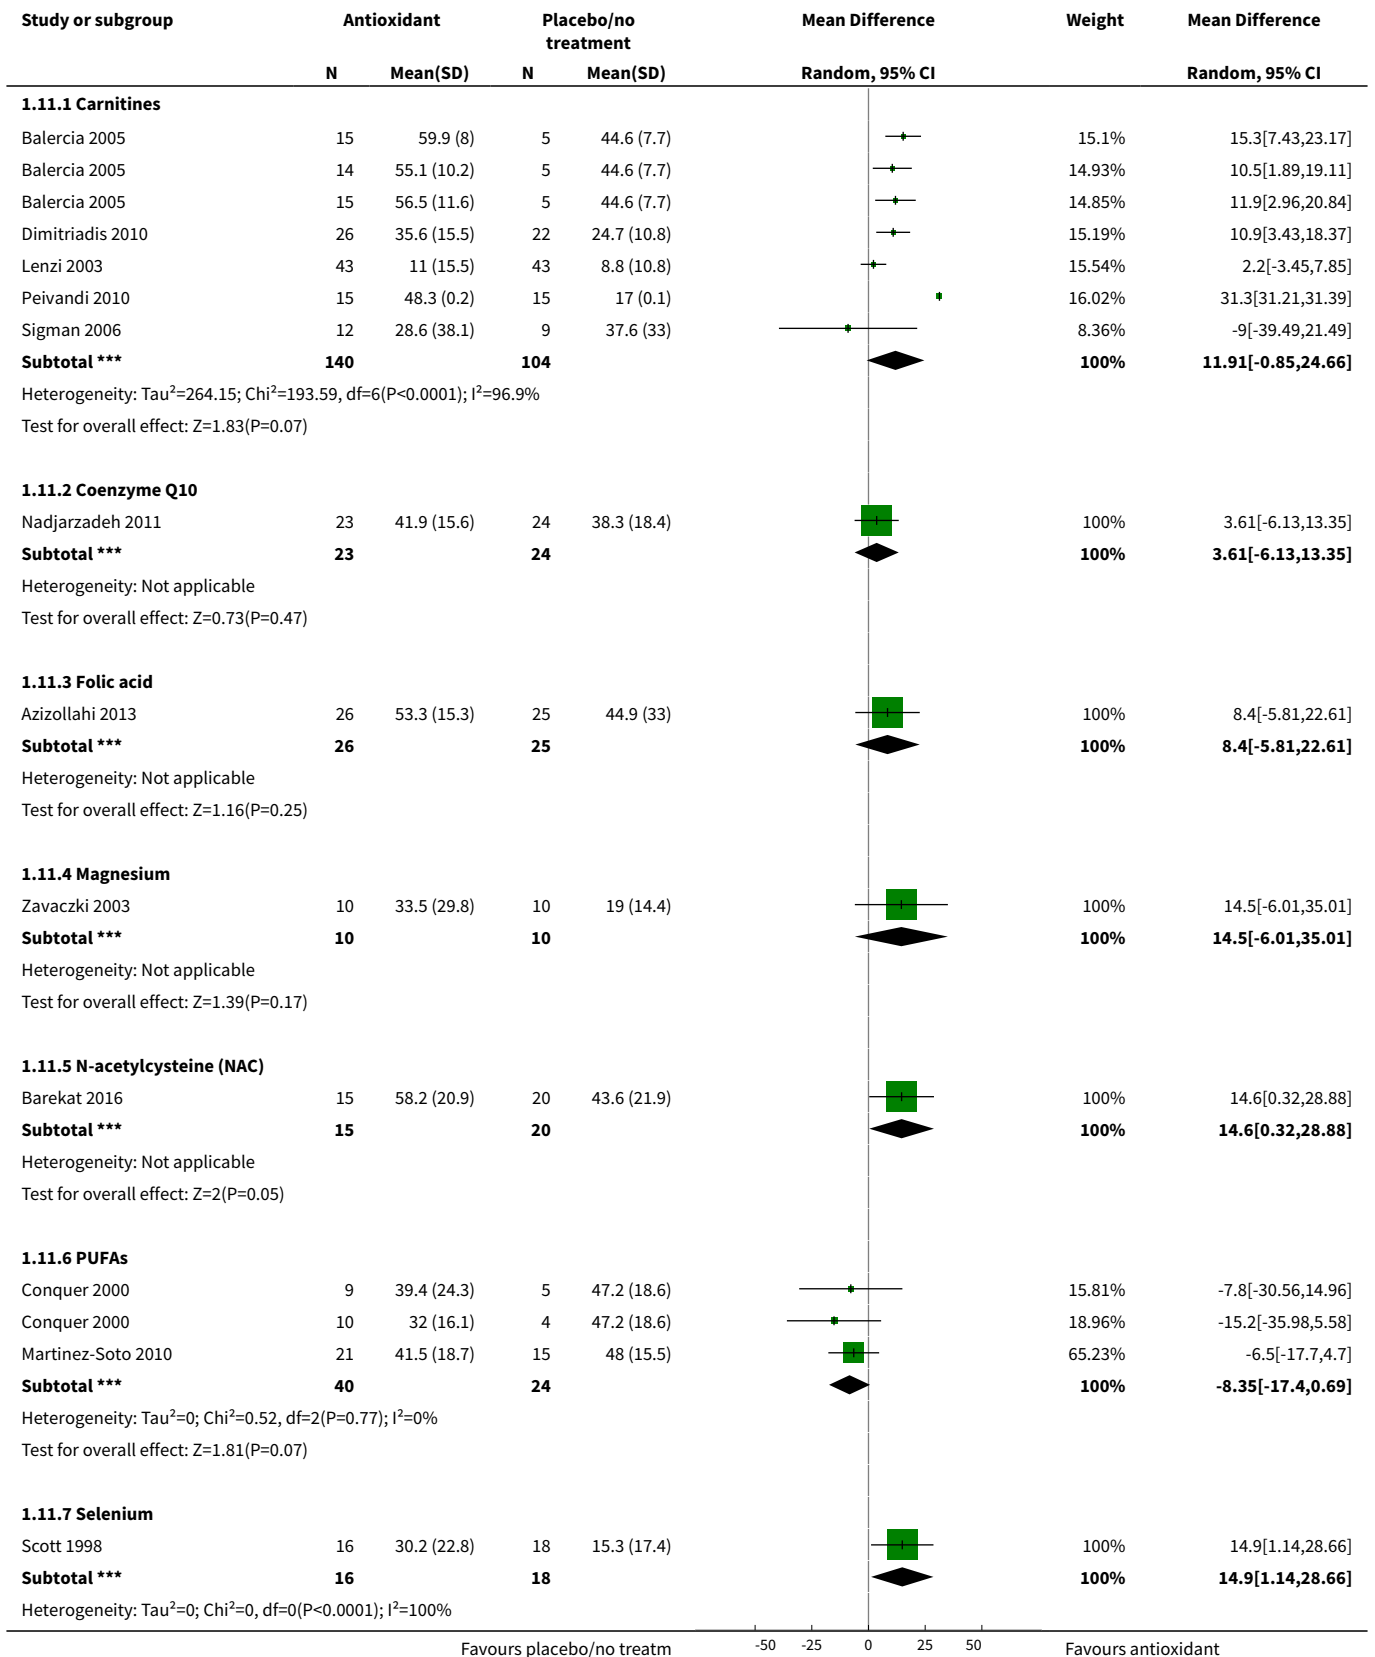 Study or subgroup Antioxidant Placebo/no treatment Mean Difference Weight Mean Difference
N Mean(SD) N Mean(SD) Random, 95% CI Random, 95% CI
1.11.1 Carnitines
Balercia 2005 15 59.9 (8) 5 44.6 (7.7) 15.1% 15.3[7.43,23.17]
Balercia 2005 14 55.1 (10.2) 5 44.6 (7.7) 14.93% 10.5[1.89,19.11]
Balercia 2005 15 56.5 (11.6) 5 44.6 (7.7) 14.85% 11.9[2.96,20.84]
Dimitriadis 2010 26 35.6 (15.5) 22 24.7 (10.8) 15.19% 10.9[3.43,18.37]
Lenzi 2003 43 11 (15.5) 43 8.8 (10.8) 15.54% 2.2[-3.45,7.85]
Peivandi 2010 15 48.3 (0.2) 15 17 (0.1) 16.02% 31.3[31.21,31.39]
Sigman 2006 12 28.6 (38.1) 9 37.6 (33) 8.36% -9[-39.49,21.49]
Subtotal *** 140 104 100% 11.91[-0.85,24.66]
Heterogeneity: Tau²=264.15; Chi²=193.59, df=6(P<0.0001); I²=96.9%
Test for overall effect: Z=1.83(P=0.07)
1.11.2 Coenzyme Q10
Nadjarzadeh 2011 23 41.9 (15.6) 24 38.3 (18.4) 100% 3.61[-6.13,13.35]
Subtotal *** 23 24 100% 3.61[-6.13,13.35]
Heterogeneity: Not applicable
Test for overall effect: Z=0.73(P=0.47)
1.11.3 Folic acid
Azizollahi 2013 26 53.3 (15.3) 25 44.9 (33) 100% 8.4[-5.81,22.61]
Subtotal *** 26 25 100% 8.4[-5.81,22.61]
Heterogeneity: Not applicable
Test for overall effect: Z=1.16(P=0.25)
1.11.4 Magnesium
Zavaczki 2003 10 33.5 (29.8) 10 19 (14.4) 100% 14.5[-6.01,35.01]
Subtotal *** 10 10 100% 14.5[-6.01,35.01]
Heterogeneity: Not applicable
Test for overall effect: Z=1.39(P=0.17)
1.11.5 N-acetylcysteine (NAC)
Barekat 2016 15 58.2 (20.9) 20 43.6 (21.9) 100% 14.6[0.32,28.88]
Subtotal *** 15 20 100% 14.6[0.32,28.88]
Heterogeneity: Not applicable
Test for overall effect: Z=2(P=0.05)
1.11.6 PUFAs
Conquer 2000 9 39.4 (24.3) 5 47.2 (18.6) 15.81% -7.8[-30.56,14.96]
Conquer 2000 10 32 (16.1) 4 47.2 (18.6) 18.96% -15.2[-35.98,5.58]
Martinez-Soto 2010 21 41.5 (18.7) 15 48 (15.5) 65.23% -6.5[-17.7,4.7]
Subtotal *** 40 24 100% -8.35[-17.4,0.69]
Heterogeneity: Tau²=0; Chi²=0.52, df=2(P=0.77); I²=0%
Test for overall effect: Z=1.81(P=0.07)
1.11.7 Selenium
Scott 1998 16 30.2 (22.8) 18 15.3 (17.4) 100% 14.9[1.14,28.66]
Subtotal *** 16 18 100% 14.9[1.14,28.66]
Heterogeneity: Tau²=0; Chi²=0, df=0(P<0.0001); I²=100%
Favours placebo/no treatm -50 -25 0 25 50 Favours antioxidant